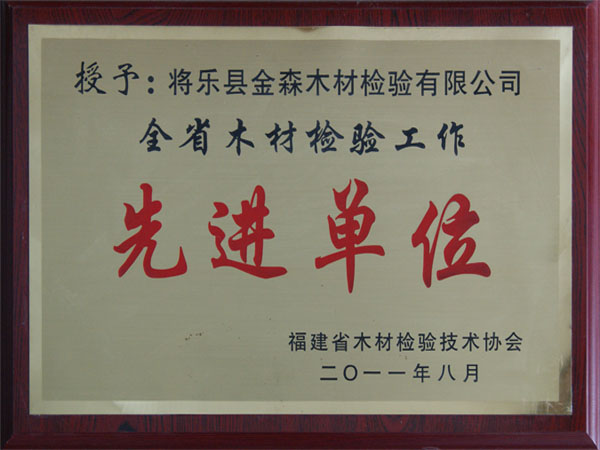 授予：将乐县金森木材检验有限公司
全省木材检验工作
先进单位
福建省木材检验技术协会
二〇一一年八月